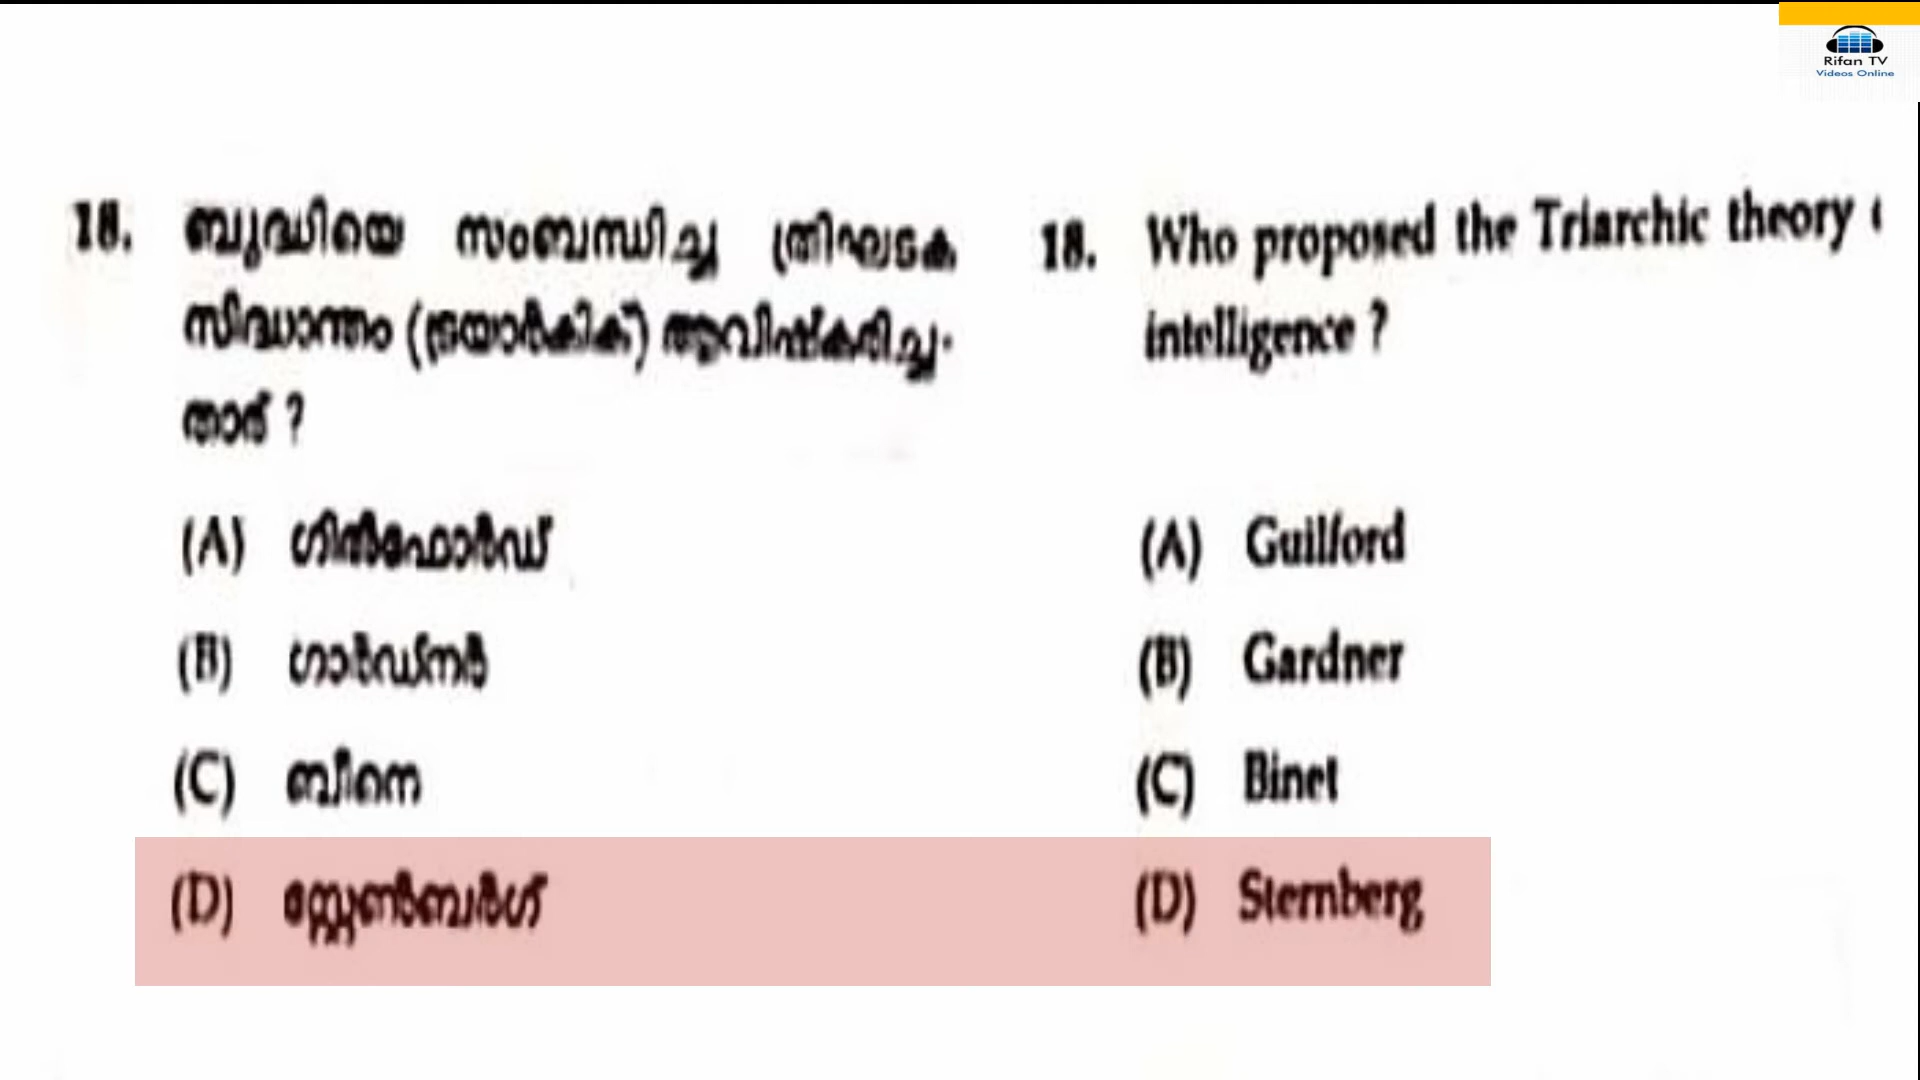 Rifan TV
Videos Online
18. ബുദ്ധിയെ സംബന്ധിച്ച ത്രിഘടക
സിദ്ധാന്തം (ട്രയാർകിക്) ആവിഷ്കരിച്ച-
താര് ?
(A) ഗിൽഫോർഡ്
(B) ഗാർഡ്നർ
(C) ബിനെ
(D) സ്റ്റേൺബർഗ്
18. Who proposed the Triarchic theory
intelligence ?
(A) Guilford
(B) Gardner
(C) Binet
(D) Sternberg